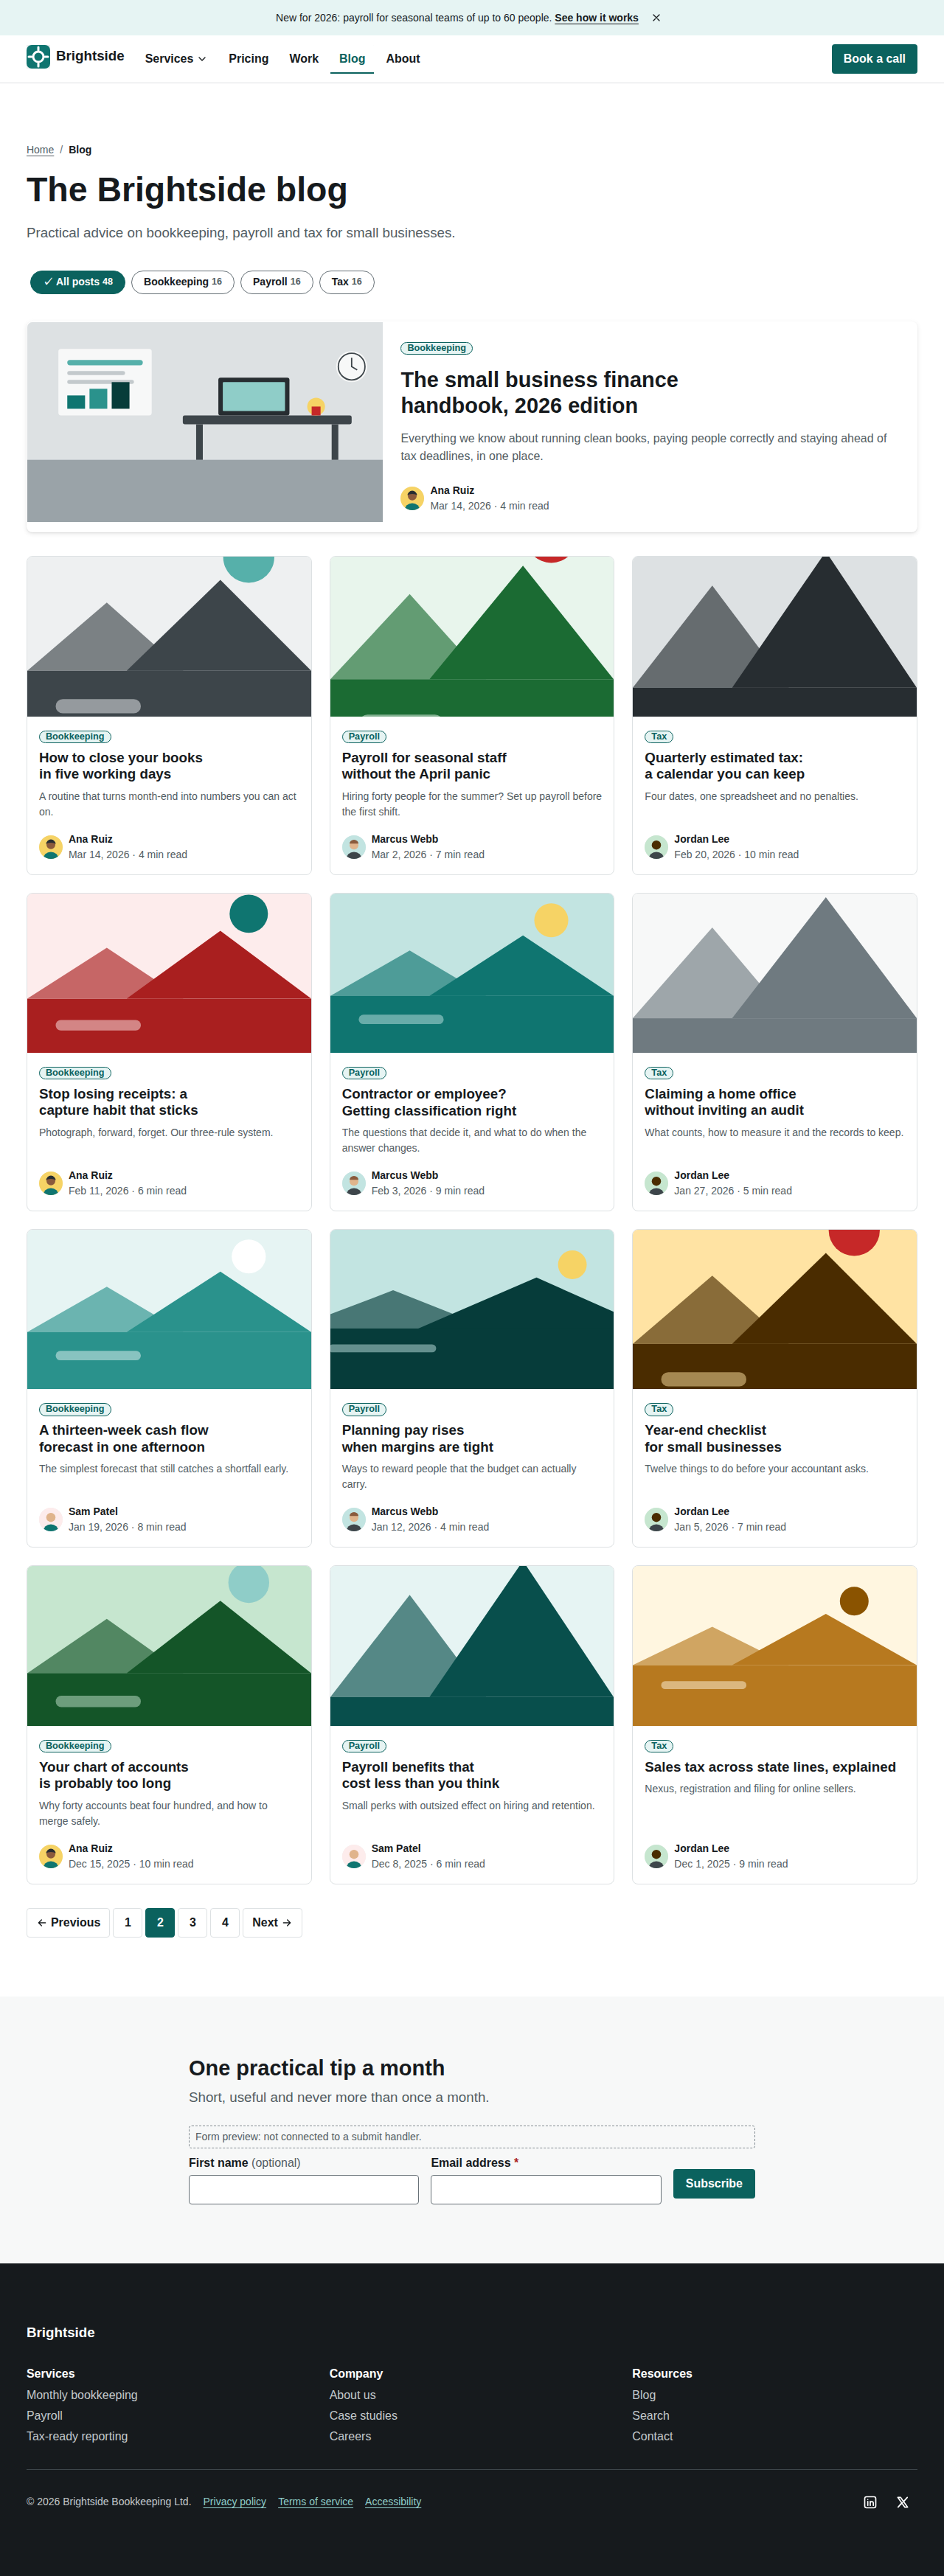 New for 2026: payroll for seasonal teams of up to 60 people. See how it works
Brightside
Services
Pricing
Work
Blog
About
Book a call
Home / Blog
The Brightside blog
Practical advice on bookkeeping, payroll and tax for small businesses.
✓ All posts 48
Bookkeeping 16
Payroll 16
Tax 16
Bookkeeping
The small business finance
handbook, 2026 edition
Everything we know about running clean books, paying people correctly and staying ahead of
tax deadlines, in one place.
Ana Ruiz
Mar 14, 2026 · 4 min read
Bookkeeping
How to close your books
in five working days
A routine that turns month-end into numbers you can act
on.
Ana Ruiz
Mar 14, 2026 · 4 min read
Payroll
Payroll for seasonal staff
without the April panic
Hiring forty people for the summer? Set up payroll before
the first shift.
Marcus Webb
Mar 2, 2026 · 7 min read
Tax
Quarterly estimated tax:
a calendar you can keep
Four dates, one spreadsheet and no penalties.
Jordan Lee
Feb 20, 2026 · 10 min read
Bookkeeping
Stop losing receipts: a
capture habit that sticks
Photograph, forward, forget. Our three-rule system.
Ana Ruiz
Feb 11, 2026 · 6 min read
Payroll
Contractor or employee?
Getting classification right
The questions that decide it, and what to do when the
answer changes.
Marcus Webb
Feb 3, 2026 · 9 min read
Tax
Claiming a home office
without inviting an audit
What counts, how to measure it and the records to keep.
Jordan Lee
Jan 27, 2026 · 5 min read
Bookkeeping
A thirteen-week cash flow
forecast in one afternoon
The simplest forecast that still catches a shortfall early.
Sam Patel
Jan 19, 2026 · 8 min read
Payroll
Planning pay rises
when margins are tight
Ways to reward people that the budget can actually
carry.
Marcus Webb
Jan 12, 2026 · 4 min read
Tax
Year-end checklist
for small businesses
Twelve things to do before your accountant asks.
Jordan Lee
Jan 5, 2026 · 7 min read
Bookkeeping
Your chart of accounts
is probably too long
Why forty accounts beat four hundred, and how to
merge safely.
Ana Ruiz
Dec 15, 2025 · 10 min read
Payroll
Payroll benefits that
cost less than you think
Small perks with outsized effect on hiring and retention.
Sam Patel
Dec 8, 2025 · 6 min read
Tax
Sales tax across state lines, explained
Nexus, registration and filing for online sellers.
Jordan Lee
Dec 1, 2025 · 9 min read
← Previous
1
2
3
4
Next →
One practical tip a month
Short, useful and never more than once a month.
Form preview: not connected to a submit handler.
First name (optional)
Email address *
Subscribe
Brightside
Services
Monthly bookkeeping
Payroll
Tax-ready reporting
Company
About us
Case studies
Careers
Resources
Blog
Search
Contact
© 2026 Brightside Bookkeeping Ltd.
Privacy policy
Terms of service
Accessibility